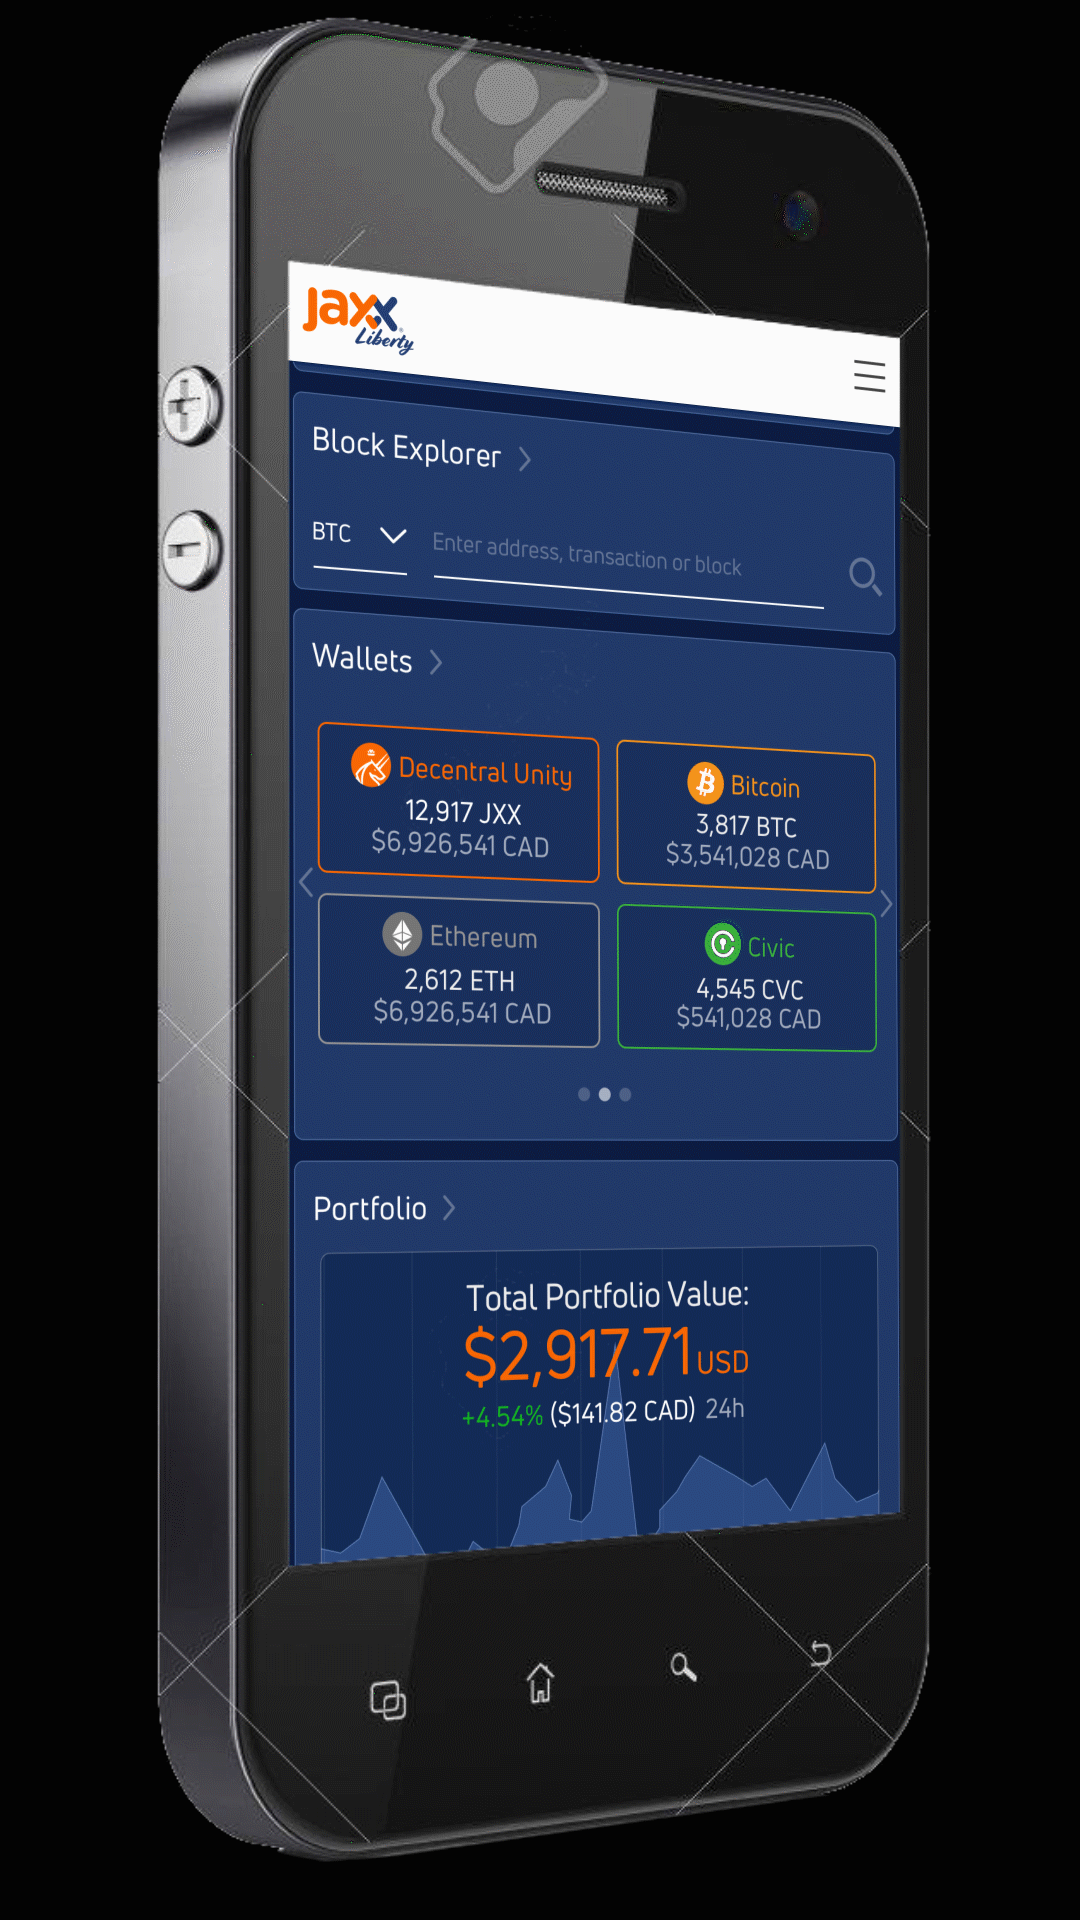 Jaxx
Liberty
Block Explorer
BTC
Enter address, transaction or block
Wallets
Decentral Unity
12,917 JXX
$6,926,541 CAD
Bitcoin
3,817 BTC
$3,541,028 CAD
Ethereum
2,612 ETH
$6,926,541 CAD
Civic
4,545 CVC
$541,028 CAD
Portfolio
Total Portfolio Value:
$2,917.71 USD
+4.54% ($141.82 CAD) 24h